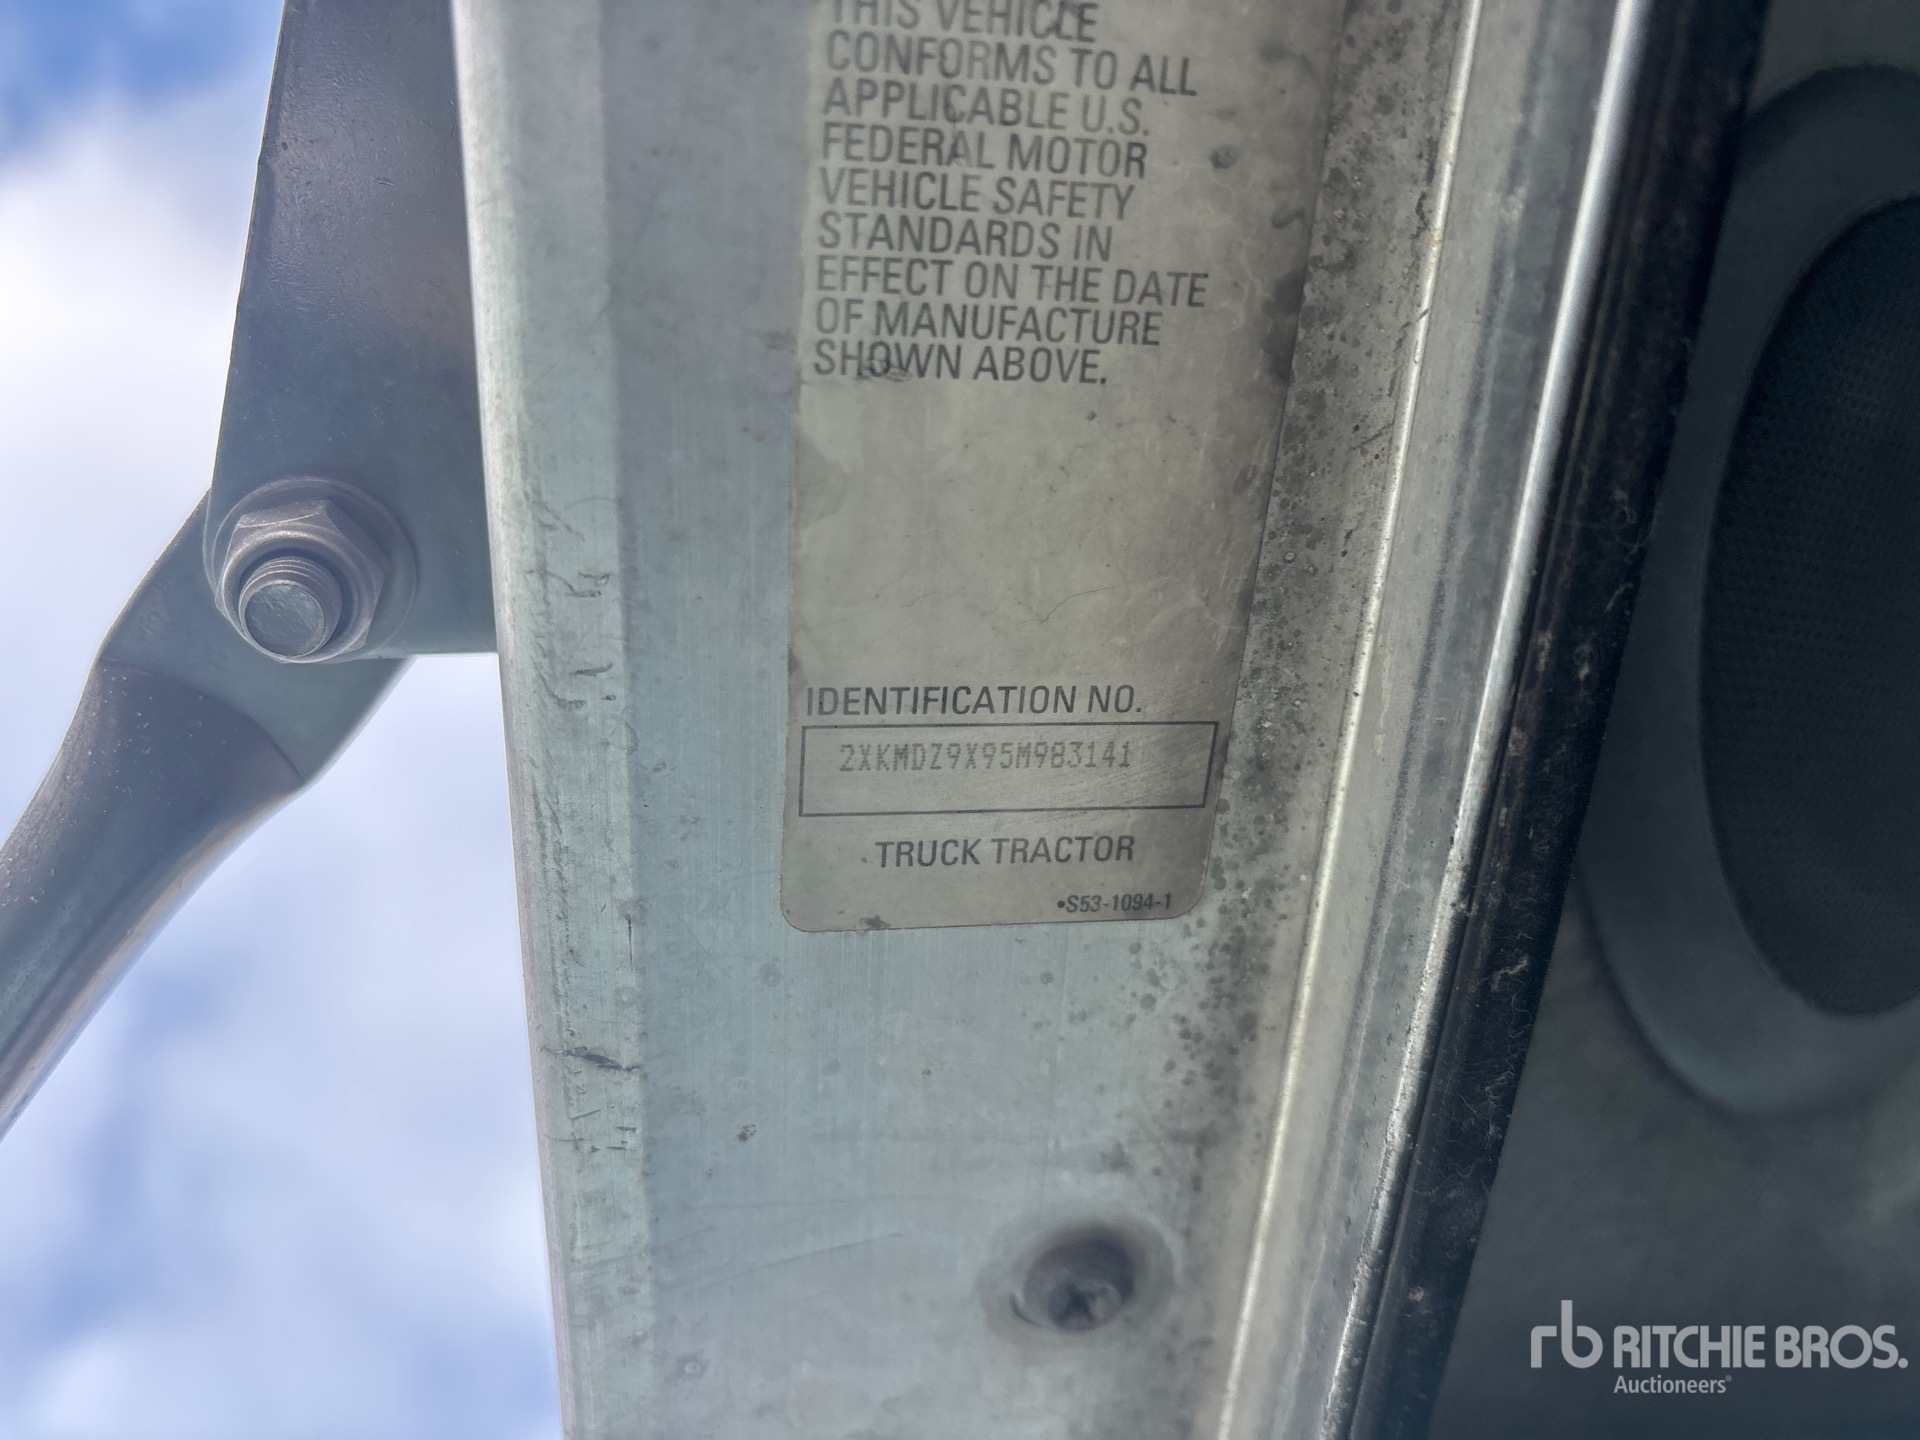 THIS VEHICLE
CONFORMS TO ALL
APPLICABLE U.S.
FEDERAL MOTOR
VEHICLE SAFETY
STANDARDS IN
EFFECT ON THE DATE
OF MANUFACTURE
SHOWN ABOVE.
IDENTIFICATION NO.
2XKMDZ9X95M983141
TRUCK TRACTOR
•S53-1094-1
rb RITCHIE BROS.
Auctioneers®